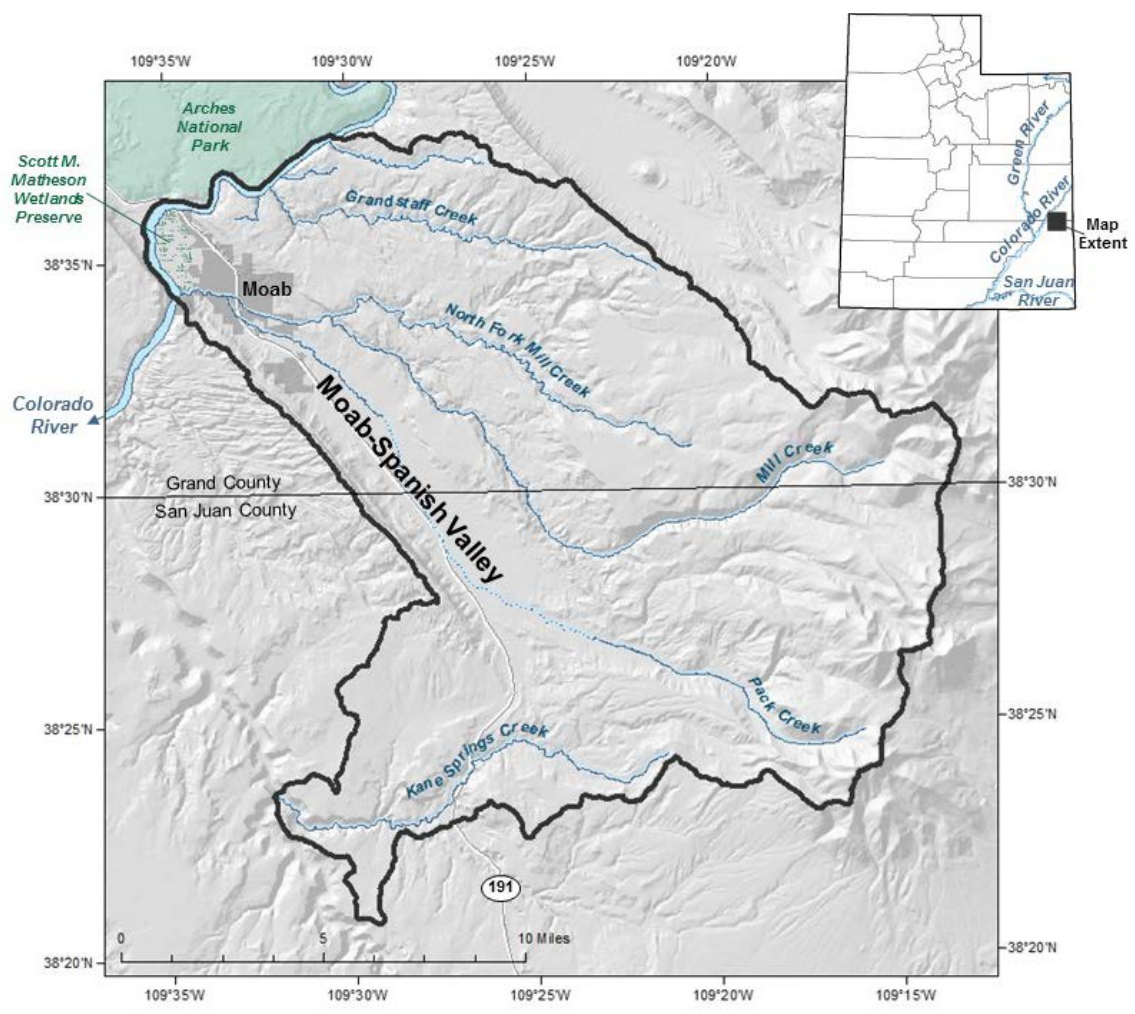 109°35'W
109°30'W
109°25'W
109°20'W
Arches
National
Park
Scott M.
Matheson
Wetlands
Preserve
Green River
Colorado River
Map
Extent
San Juan
River
Grandstaff Creek
38°35'N
Moab
North Fork Mill Creek
Colorado
River
Moab-Spanish Valley
Mill Creek
Grand County
38°30'N
38°30'N
San Juan County
Pack Creek
38°25'N
38°25'N
Kane Springs Creek
191
0
5
10 Miles
38°20'N
38°20'N
109°35'W
109°30'W
109°25'W
109°20'W
109°15'W